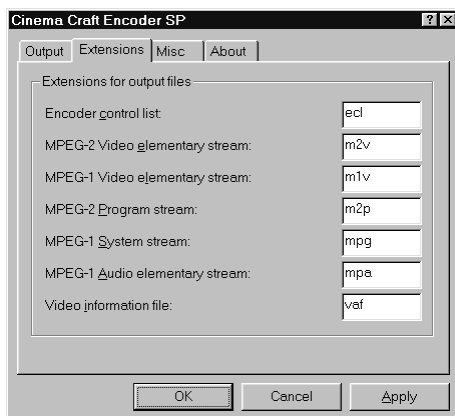 Cinema Craft Encoder SP
Output Extensions Misc About
Extensions for output files
Encoder control list: ecl
MPEG-2 Video elementary stream: m2v
MPEG-1 Video elementary stream: m1v
MPEG-2 Program stream: m2p
MPEG-1 System stream: mpg
MPEG-1 Audio elementary stream: mpa
Video information file: vaf
OK Cancel Apply